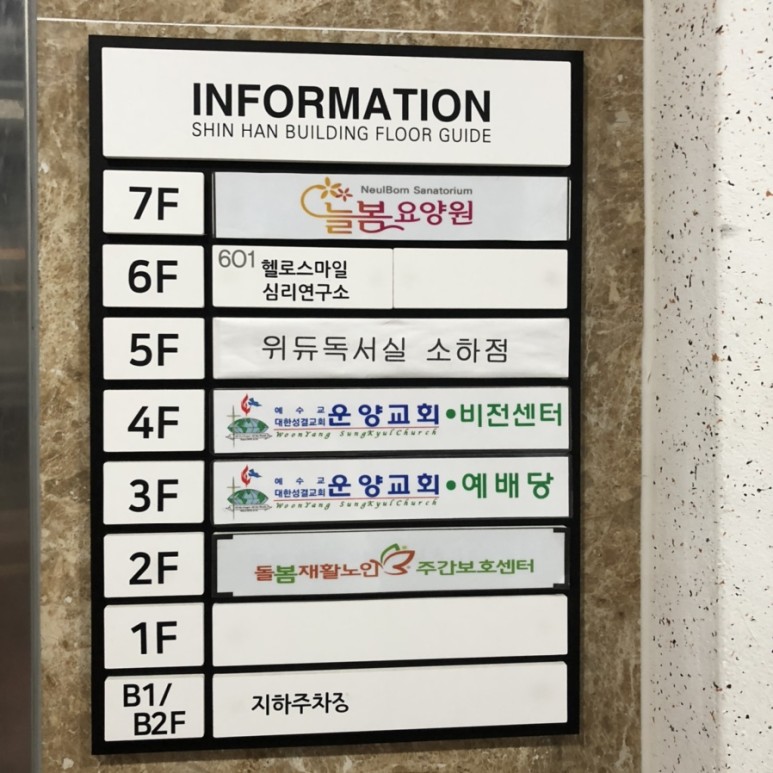 INFORMATION
SHIN HAN BUILDING FLOOR GUIDE
7F
NeulBom Sanatorium
늘봄요양원
6F
601 헬로스마일
심리연구소
5F
위듀독서실 소하점
4F
예수교
대한성결교회 운양교회•비전센터
WoonYang SungKyulChurch
3F
예수교
대한성결교회 운양교회•예배당
WoonYang SungKyulChurch
2F
돌봄재활노인 주간보호센터
1F
B1/
B2F
지하주차장